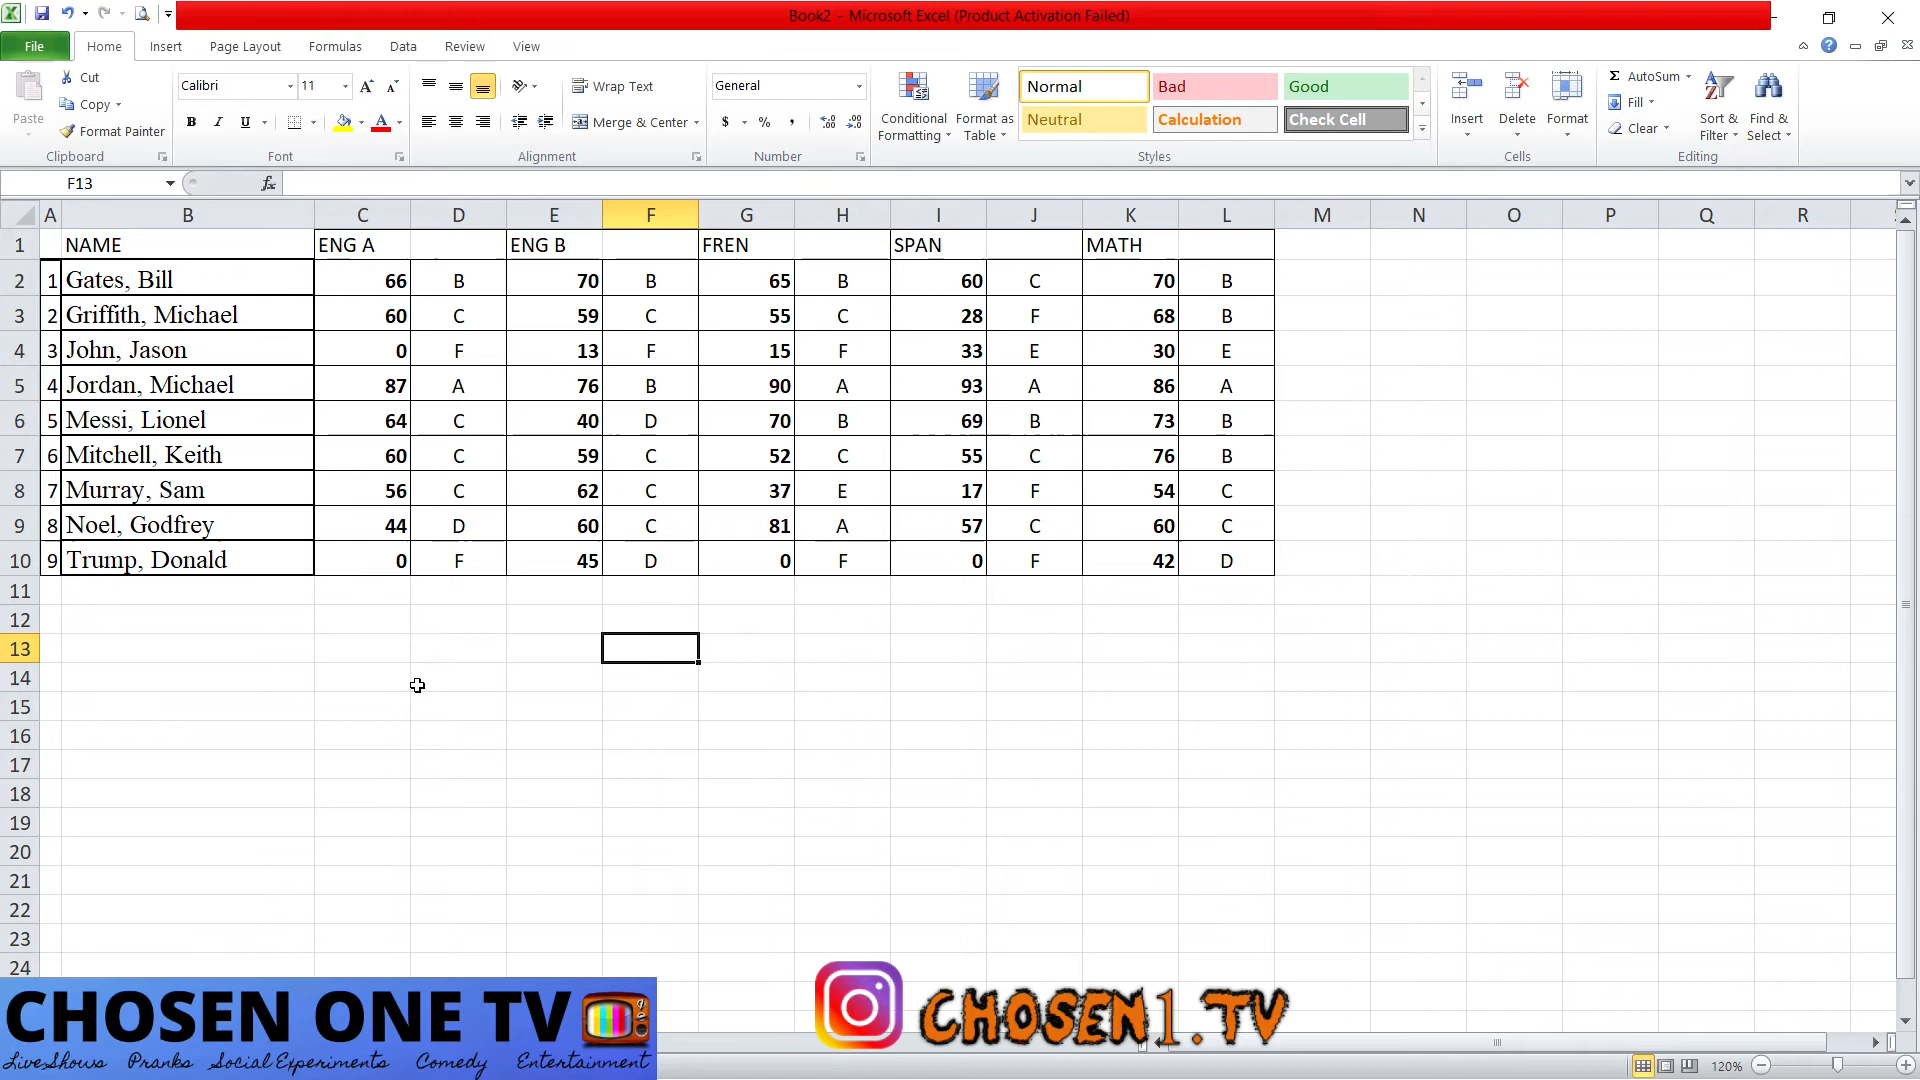 Book2 - Microsoft Excel (Product Activation Failed)
File Home Insert Page Layout Formulas Data Review View
Paste Cut Copy Format Painter Clipboard
Calibri 11 A A B I U A Font
Wrap Text Merge & Center Alignment
General $ % , Number
Conditional Formatting Format as Table Normal Bad Good Neutral Calculation Check Cell Styles
Insert Delete Format Cells
Σ AutoSum Fill Clear Sort & Filter Find & Select Editing
F13 fx
A B C D E F G H I J K L M N O P Q R
1 NAME ENG A ENG B FREN SPAN MATH
2 1 Gates, Bill 66 B 70 B 65 B 60 C 70 B
3 2 Griffith, Michael 60 C 59 C 55 C 28 F 68 B
4 3 John, Jason 0 F 13 F 15 F 33 E 30 E
5 4 Jordan, Michael 87 A 76 B 90 A 93 A 86 A
6 5 Messi, Lionel 64 C 40 D 70 B 69 B 73 B
7 6 Mitchell, Keith 60 C 59 C 52 C 55 C 76 B
8 7 Murray, Sam 56 C 62 C 37 E 17 F 54 C
9 8 Noel, Godfrey 44 D 60 C 81 A 57 C 60 C
10 9 Trump, Donald 0 F 45 D 0 F 0 F 42 D
11
12
13
14
15
16
17
18
19
20
21
22
23
24
CHOSEN ONE TV
LiveShows Pranks Social Experiments Comedy Entertainment
CHOSEN1.TV
120%